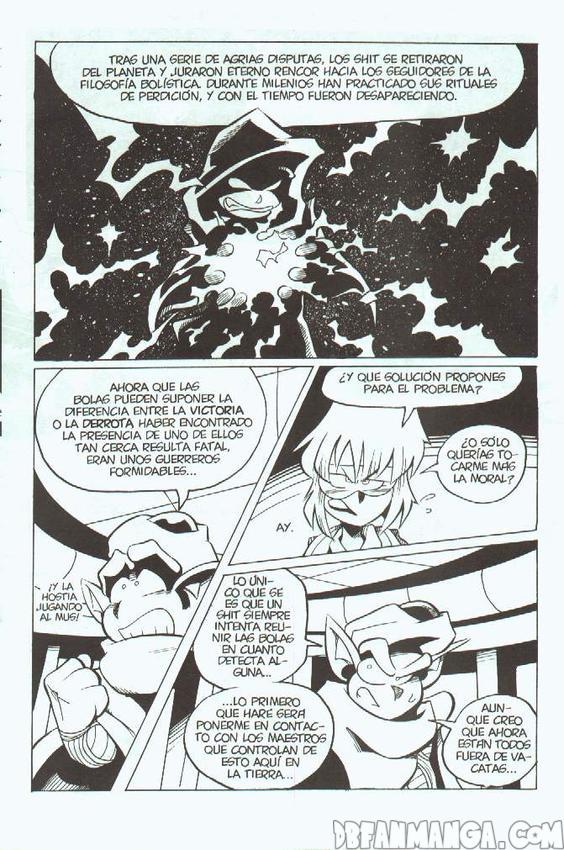 TRAS UNA SERIE DE AGRIAS DISPUTAS, LOS SHIT SE RETIRARON
DEL PLANETA Y JURARON ETERNO RENCOR HACIA LOS SEGUIDORES DE LA
FILOSOFÍA BOLÍSTICA. DURANTE MILENIOS HAN PRACTICADO SUS RITUALES
DE PERDICIÓN, Y CON EL TIEMPO FUERON DESAPARECIENDO.
AHORA QUE LAS
BOLAS PUEDEN SUPONER LA
DIFERENCIA ENTRE LA VICTORIA
O LA DERROTA HABER ENCONTRADO
LA PRESENCIA DE UNO DE ELLOS
TAN CERCA RESULTA FATAL,
ERAN UNOS GUERREROS
FORMIDABLES...
¡Y LA
HOSTIA
JUGANDO
AL MUS!
¿Y QUE SOLUCIÓN PROPONES
PARA EL PROBLEMA?
¿O SÓLO
QUERÍAS TO-
CARME MÁS
LA MORAL?
AY.
LO ÚNI-
CO QUE SE
ES QUE UN
SHIT SIEMPRE
INTENTA REU-
NIR LAS BOLAS
EN CUANTO
DETECTA AL-
GUNA...
...LO PRIMERO
QUE HARE SERÁ
PONERME EN CONTAC-
TO CON LOS MAESTROS
QUE CONTROLAN DE
ESTO AQUÍ EN
LA TIERRA...
AUN-
QUE CREO
QUE AHORA
ESTÁN TODOS
FUERA DE VA-
CATAS...
DBFANMANGA.COM